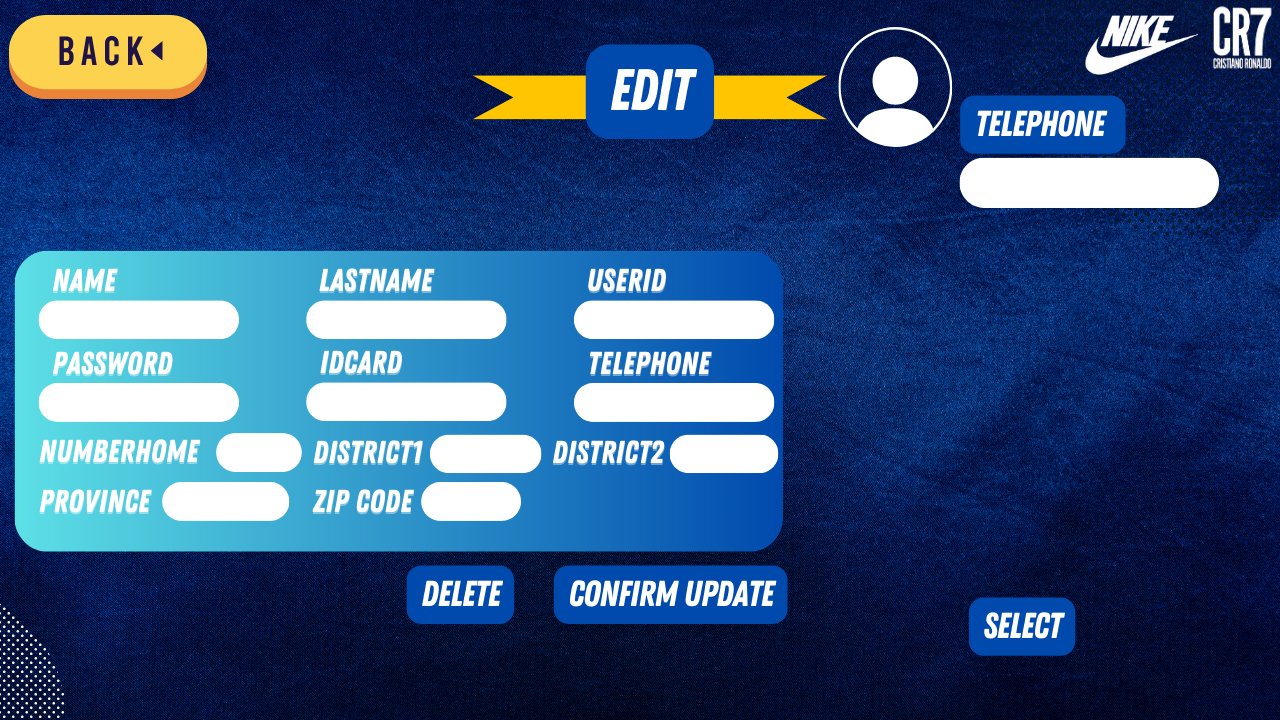 BACK
NIKE
CR7
CRISTIANO RONALDO
EDIT
TELEPHONE
NAME
LASTNAME
USERID
PASSWORD
IDCARD
TELEPHONE
NUMBERHOME
DISTRICT1
DISTRICT2
PROVINCE
ZIP CODE
DELETE
CONFIRM UPDATE
SELECT